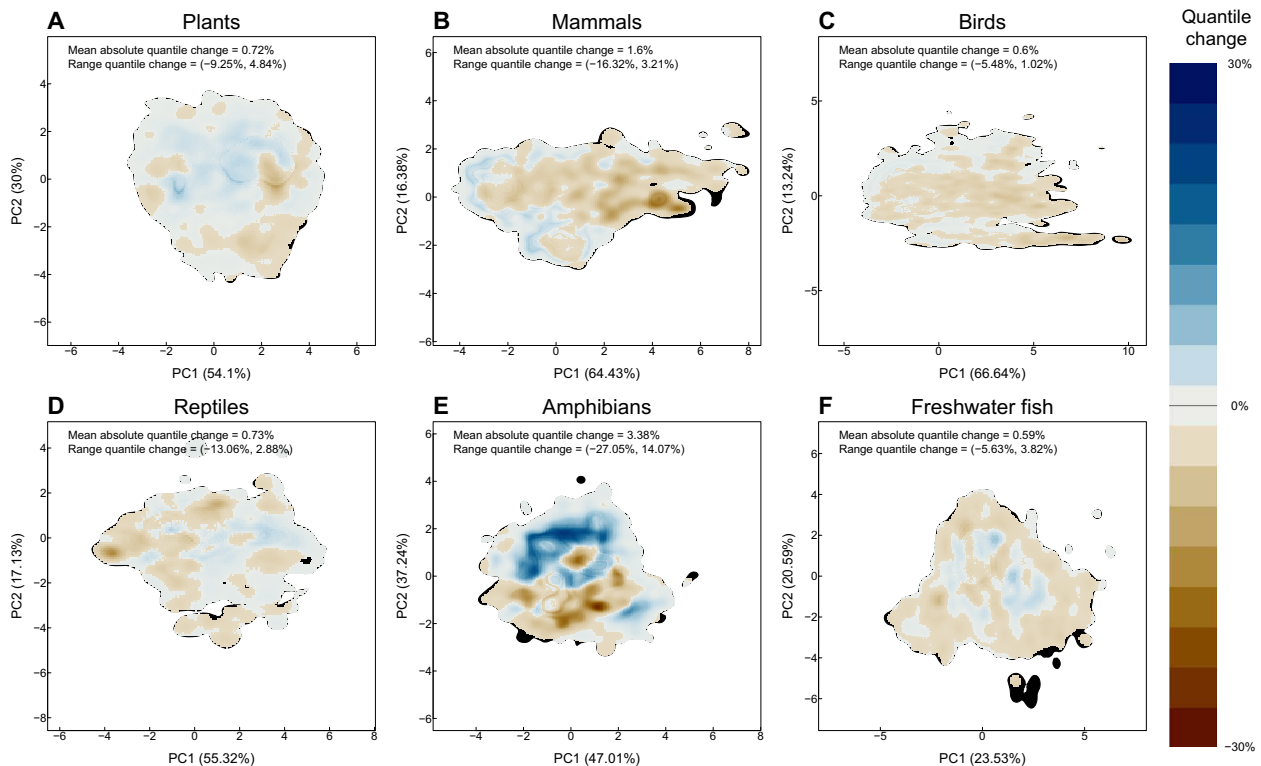 A Plants
Mean absolute quantile change = 0.72%
Range quantile change = (−9.25%, 4.84%)
4
2
0
−2
−4
−6
PC2 (30%)
−6 −4 −2 0 2 4 6
PC1 (54.1%)
B Mammals
Mean absolute quantile change = 1.6%
Range quantile change = (−16.32%, 3.21%)
6
4
2
0
−2
−4
−6
PC2 (16.38%)
−4 −2 0 2 4 6 8
PC1 (64.43%)
C Birds
Mean absolute quantile change = 0.6%
Range quantile change = (−5.48%, 1.02%)
5
0
−5
PC2 (13.24%)
−5 0 5 10
PC1 (66.64%)
Quantile
change
30%
0%
−30%
D Reptiles
Mean absolute quantile change = 0.73%
Range quantile change = (−13.06%, 2.88%)
4
2
0
−2
−4
−6
−8
PC2 (17.13%)
−6 −4 −2 0 2 4 6 8
PC1 (55.32%)
E Amphibians
Mean absolute quantile change = 3.38%
Range quantile change = (−27.05%, 14.07%)
6
4
2
0
−2
−4
−6
PC2 (37.24%)
−4 −2 0 2 4 6 8
PC1 (47.01%)
F Freshwater fish
Mean absolute quantile change = 0.59%
Range quantile change = (−5.63%, 3.82%)
6
4
2
0
−2
−4
−6
PC2 (20.59%)
−5 0 5
PC1 (23.53%)